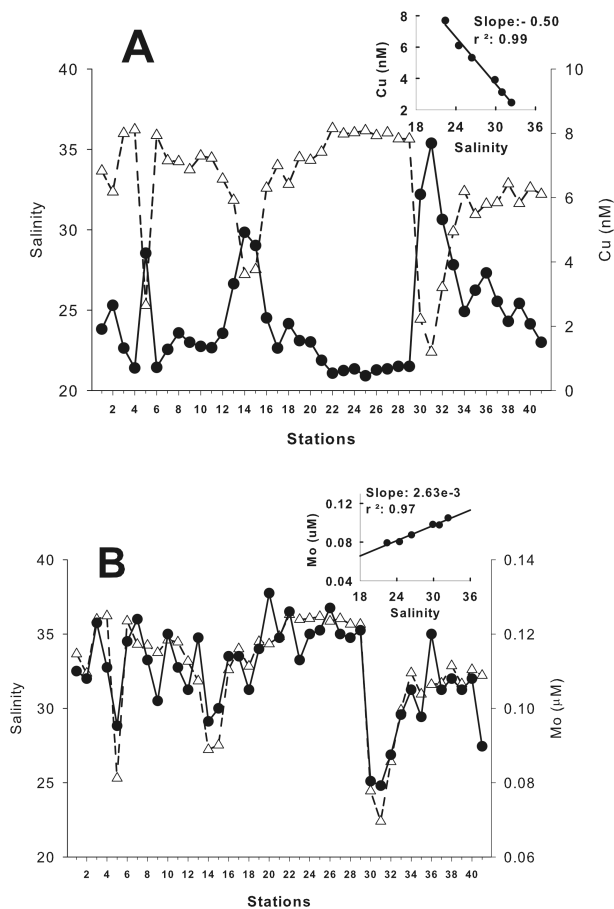 A
Slope:- 0.50
r ²: 0.99
8
6
4
2
Cu (nM)
18 24 30 36
Salinity
40
35
30
25
20
Salinity
10
8
6
4
2
0
Cu (nM)
2 4 6 8 10 12 14 16 18 20 22 24 26 28 30 32 34 36 38 40
Stations
B
Slope: 2.63e-3
r ²: 0.97
0.12
0.08
0.04
Mo (uM)
18 24 30 36
Salinity
40
35
30
25
20
Salinity
0.14
0.12
0.10
0.08
0.06
Mo (μM)
2 4 6 8 10 12 14 16 18 20 22 24 26 28 30 32 34 36 38 40
Stations